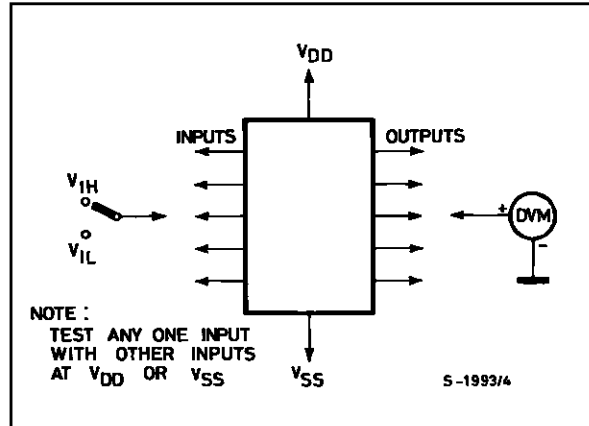 VDD
INPUTS
OUTPUTS
VIH
VIL
+
DVM
-
NOTE :
TEST ANY ONE INPUT
WITH OTHER INPUTS
AT VDD OR VSS
VSS
S-1993/4